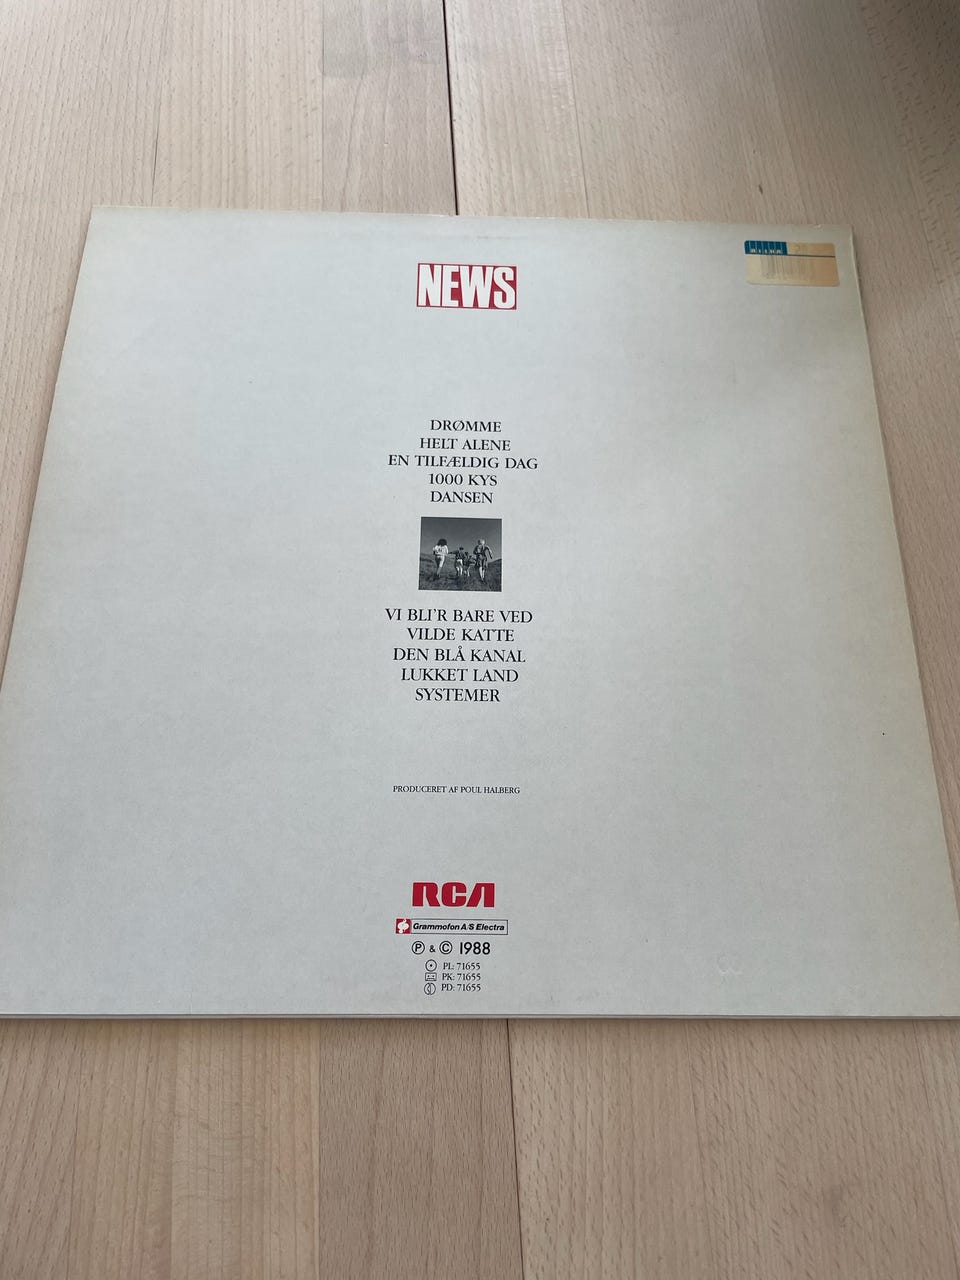 NEWS
DRØMME
HELT ALENE
EN TILFÆLDIG DAG
1000 KYS
DANSEN
VI BLI'R BARE VED
VILDE KATTE
DEN BLÅ KANAL
LUKKET LAND
SYSTEMER
PRODUCERET AF POUL HALBERG
RCA
Grammofon A/S Electra
Ⓟ & © 1988
PL: 71655
PK: 71655
PD: 71655